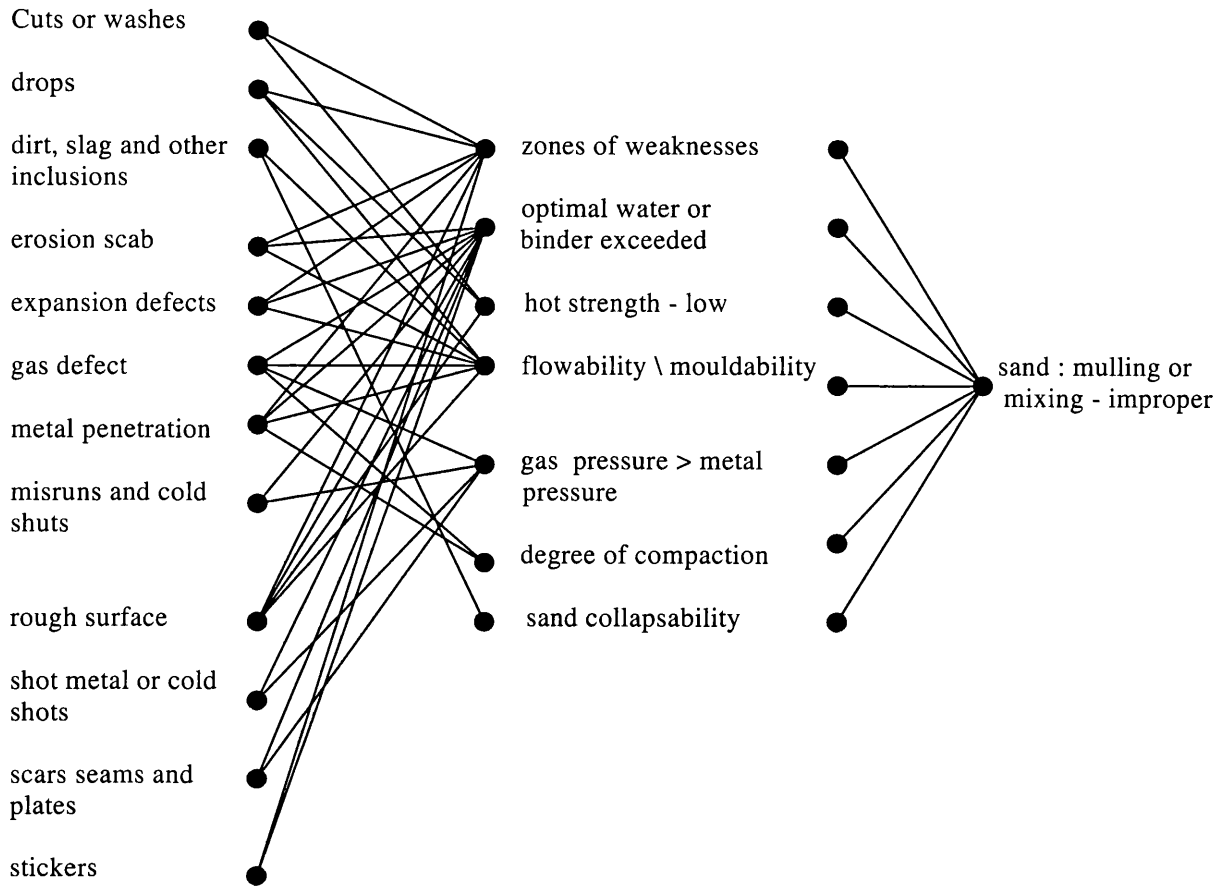 Cuts or washes
drops
dirt, slag and other
inclusions
erosion scab
expansion defects
gas defect
metal penetration
misruns and cold
shuts
rough surface
shot metal or cold
shots
scars seams and
plates
stickers
zones of weaknesses
optimal water or
binder exceeded
hot strength - low
flowability \ mouldability
gas pressure > metal
pressure
degree of compaction
sand collapsability
sand : mulling or
mixing - improper